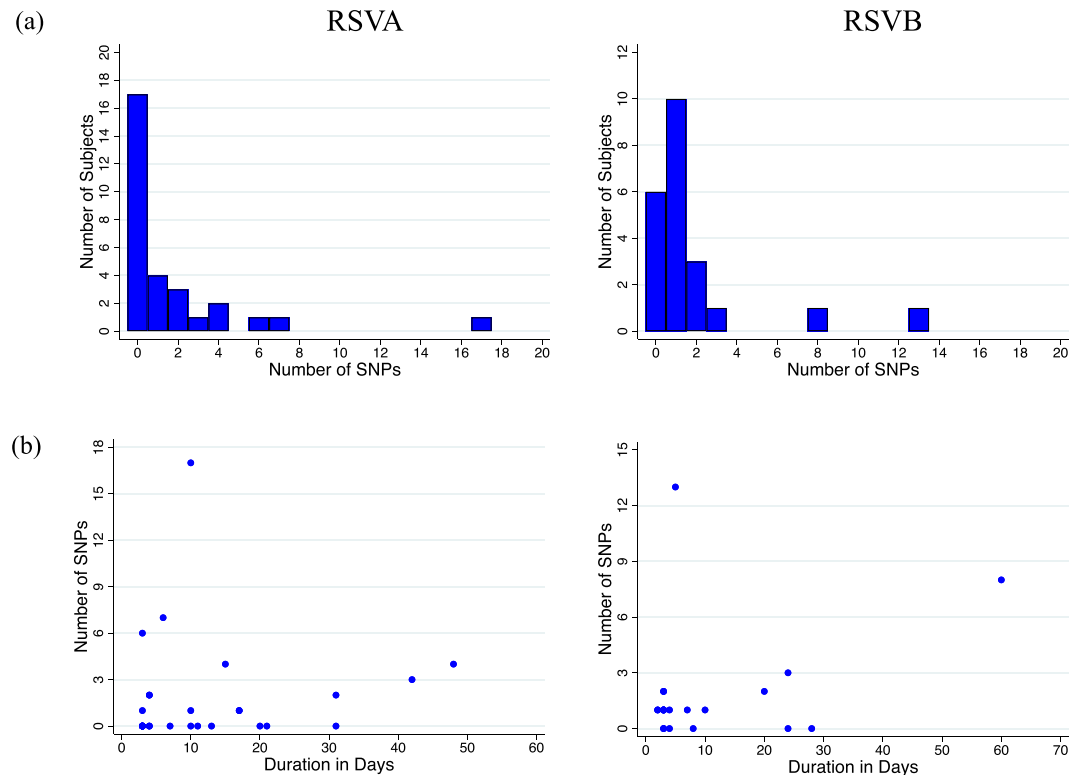 (a)
RSVA
RSVB
Number of Subjects
0 2 4 6 8 10 12 14 16 18 20
0 2 4 6 8 10 12 14 16 18 20
Number of SNPs
Number of Subjects
0 2 4 6 8 10 12
0 2 4 6 8 10 12 14 16 18 20
Number of SNPs
(b)
Number of SNPs
0 3 6 9 12 15 18
0 10 20 30 40 50 60
Duration in Days
Number of SNPs
0 3 6 9 12 15
0 10 20 30 40 50 60 70
Duration in Days